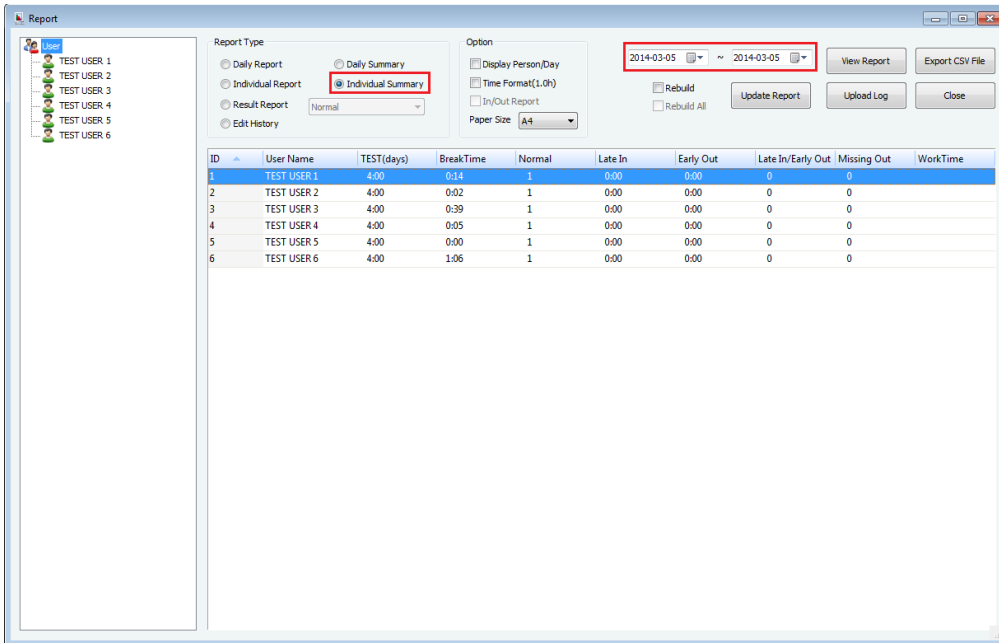 Report
User
TEST USER 1
TEST USER 2
TEST USER 3
TEST USER 4
TEST USER 5
TEST USER 6
Report Type
Daily Report Daily Summary
Individual Report Individual Summary
Result Report Normal
Edit History
Option
Display Person/Day
Time Format(1.0h)
In/Out Report
Paper Size A4
2014-03-05 ~ 2014-03-05
Rebuild
Rebuild All
Update Report
View Report Export CSV File
Upload Log Close
ID User Name TEST(days) BreakTime Normal Late In Early Out Late In/Early Out Missing Out WorkTime
1 TEST USER 1 4:00 0:14 1 0:00 0:00 0 0
2 TEST USER 2 4:00 0:02 1 0:00 0:00 0 0
3 TEST USER 3 4:00 0:39 1 0:00 0:00 0 0
4 TEST USER 4 4:00 0:05 1 0:00 0:00 0 0
5 TEST USER 5 4:00 0:00 1 0:00 0:00 0 0
6 TEST USER 6 4:00 1:06 1 0:00 0:00 0 0